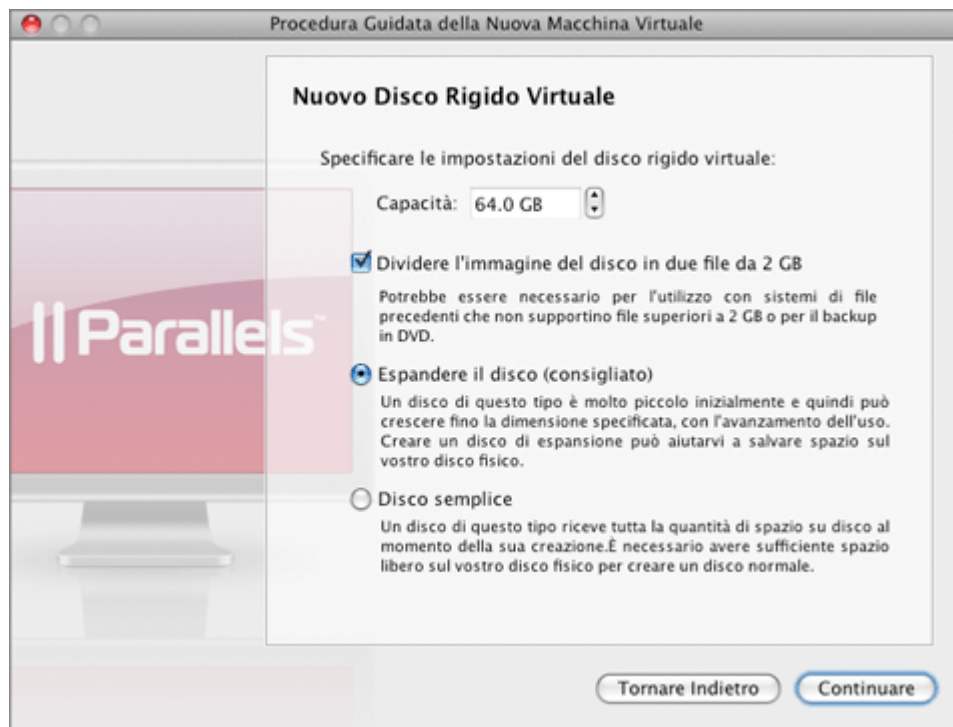 Procedura Guidata della Nuova Macchina Virtuale
Nuovo Disco Rigido Virtuale
Specificare le impostazioni del disco rigido virtuale:
Capacità: 64.0 GB
Dividere l'immagine del disco in due file da 2 GB
Potrebbe essere necessario per l'utilizzo con sistemi di file
precedenti che non supportino file superiori a 2 GB o per il backup
in DVD.
|| Parallels™
Espandere il disco (consigliato)
Un disco di questo tipo è molto piccolo inizialmente e quindi può
crescere fino la dimensione specificata, con l'avanzamento dell'uso.
Creare un disco di espansione può aiutarvi a salvare spazio sul
vostro disco fisico.
Disco semplice
Un disco di questo tipo riceve tutta la quantità di spazio su disco al
momento della sua creazione.È necessario avere sufficiente spazio
libero sul vostro disco fisico per creare un disco normale.
Tornare Indietro
Continuare